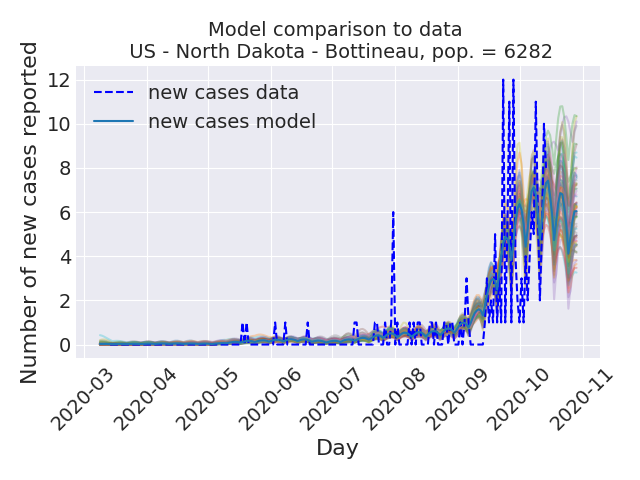 Model comparison to data
US - North Dakota - Bottineau, pop. = 6282
Number of new cases reported
12
10
8
6
4
2
0
new cases data
new cases model
2020-03
2020-04
2020-05
2020-06
2020-07
2020-08
2020-09
2020-10
2020-11
Day